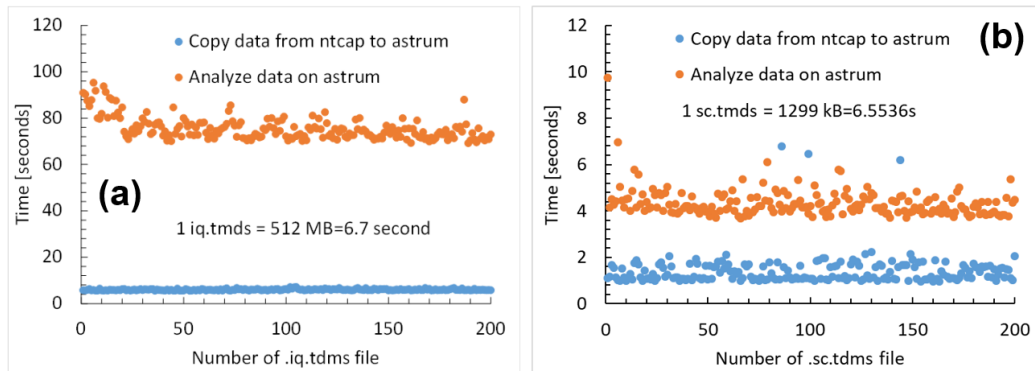 120
100
80
60
40
20
0
Time [seconds]
Copy data from ntcap to astrum
Analyze data on astrum
(a)
1 iq.tmds = 512 MB=6.7 second
0
50
100
150
200
Number of .iq.tdms file
12
10
8
6
4
2
0
Time [seconds]
(b)
Copy data from ntcap to astrum
Analyze data on astrum
1 sc.tmds = 1299 kB=6.5536s
0
50
100
150
200
Number of .sc.tdms file